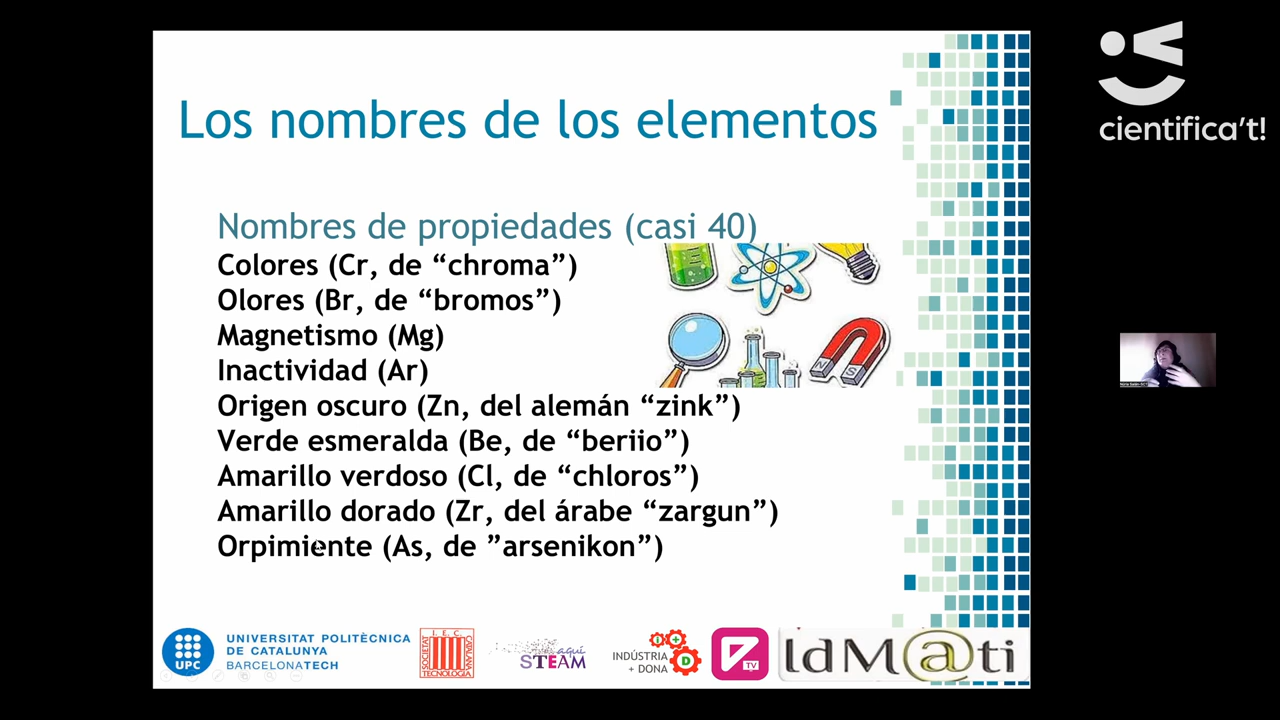 Los nombres de los elementos
Nombres de propiedades (casi 40)
Colores (Cr, de “chroma”)
Olores (Br, de “bromos”)
Magnetismo (Mg)
Inactividad (Ar)
Origen oscuro (Zn, del alemán “zink”)
Verde esmeralda (Be, de “beriio”)
Amarillo verdoso (Cl, de “chloros”)
Amarillo dorado (Zr, del árabe “zargun”)
Orpimiente (As, de ”arsenikon”)
N S
UPC
UNIVERSITAT POLITÈCNICA
DE CATALUNYA
BARCELONATECH
I.E.C.
SOCIETAT
CATALANA
TECNOLOGIA
aquí
STEAM
INDÚSTRIA
+ DONA
i +
D
TV
IdM@ti
cientifica’t!